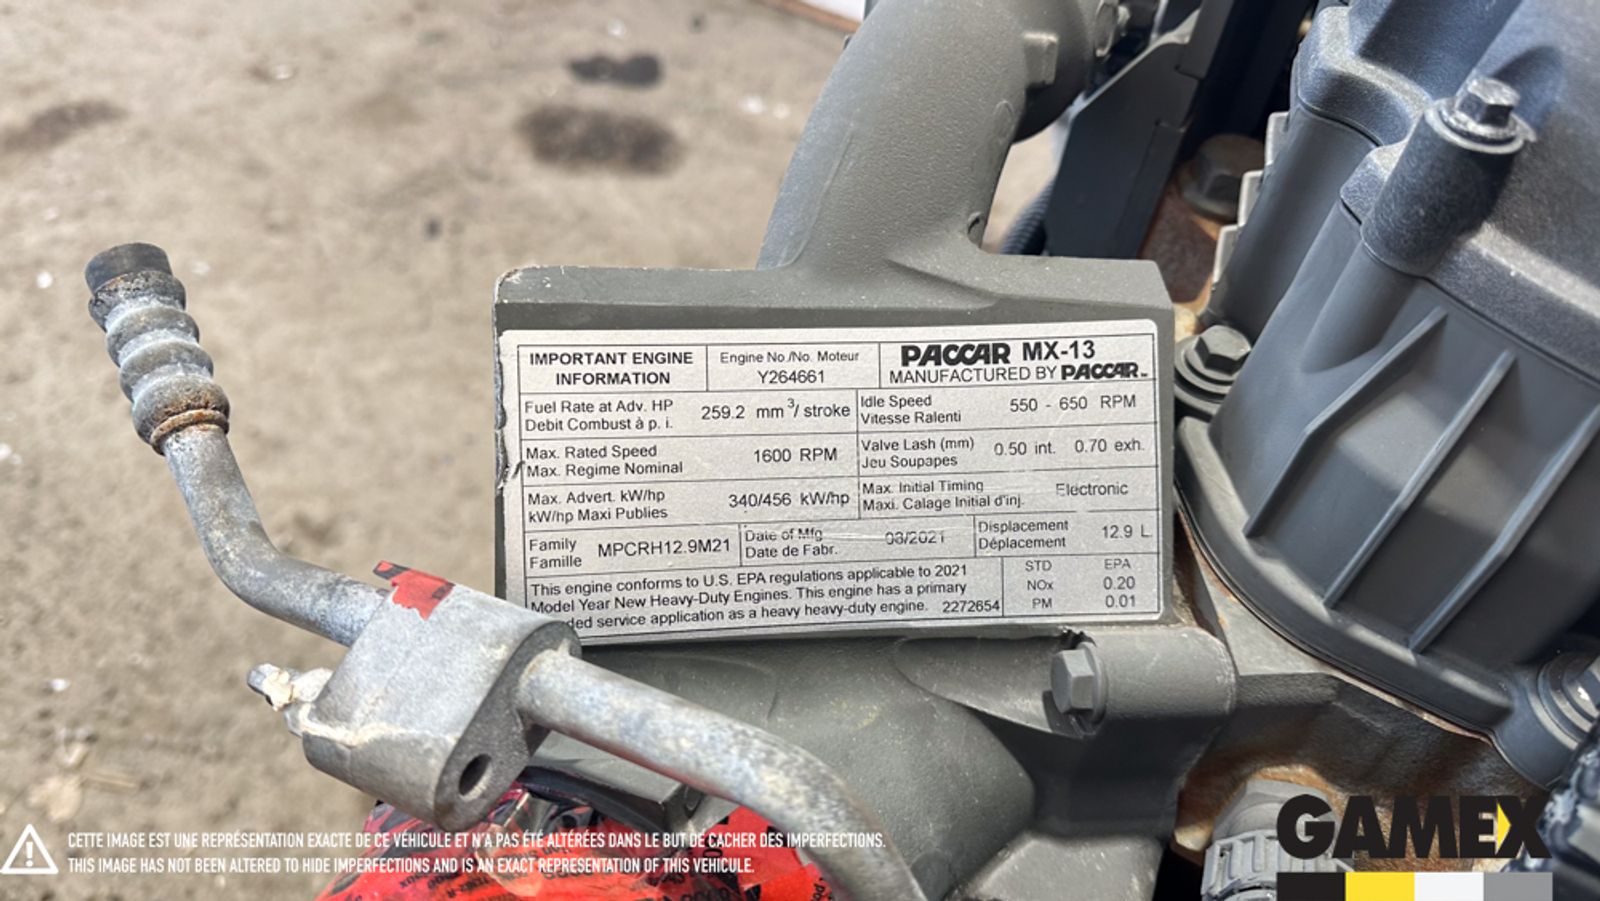 IMPORTANT ENGINE
INFORMATION
Engine No./No. Moteur
Y264661
PACCAR MX-13
MANUFACTURED BY PACCAR
Fuel Rate at Adv. HP
Debit Combust à p. i.
259.2 mm³/ stroke
Idle Speed
Vitesse Ralenti
550 - 650 RPM
Max. Rated Speed
Max. Regime Nominal
1600 RPM
Valve Lash (mm)
Jeu Soupapes
0.50 int. 0.70 exh.
Max. Advert. kW/hp
kW/hp Maxi Publies
340/456 kW/hp
Max. Initial Timing
Maxi. Calage Initial d'inj.
Electronic
Family
Famille
MPCRH12.9M21
Date of Mfg
Date de Fabr.
08/2021
Displacement
Déplacement
12.9 L
This engine conforms to U.S. EPA regulations applicable to 2021
Model Year New Heavy-Duty Engines. This engine has a primary
service application as a heavy heavy-duty engine. 2272654
STD EPA
NOx 0.20
PM 0.01
CETTE IMAGE EST UNE REPRÉSENTATION EXACTE DE CE VÉHICULE ET N'A PAS ÉTÉ ALTÉRÉES DANS LE BUT DE CACHER DES IMPERFECTIONS.
THIS IMAGE HAS NOT BEEN ALTERED TO HIDE IMPERFECTIONS AND IS AN EXACT REPRESENTATION OF THIS VEHICULE.
GAMEX